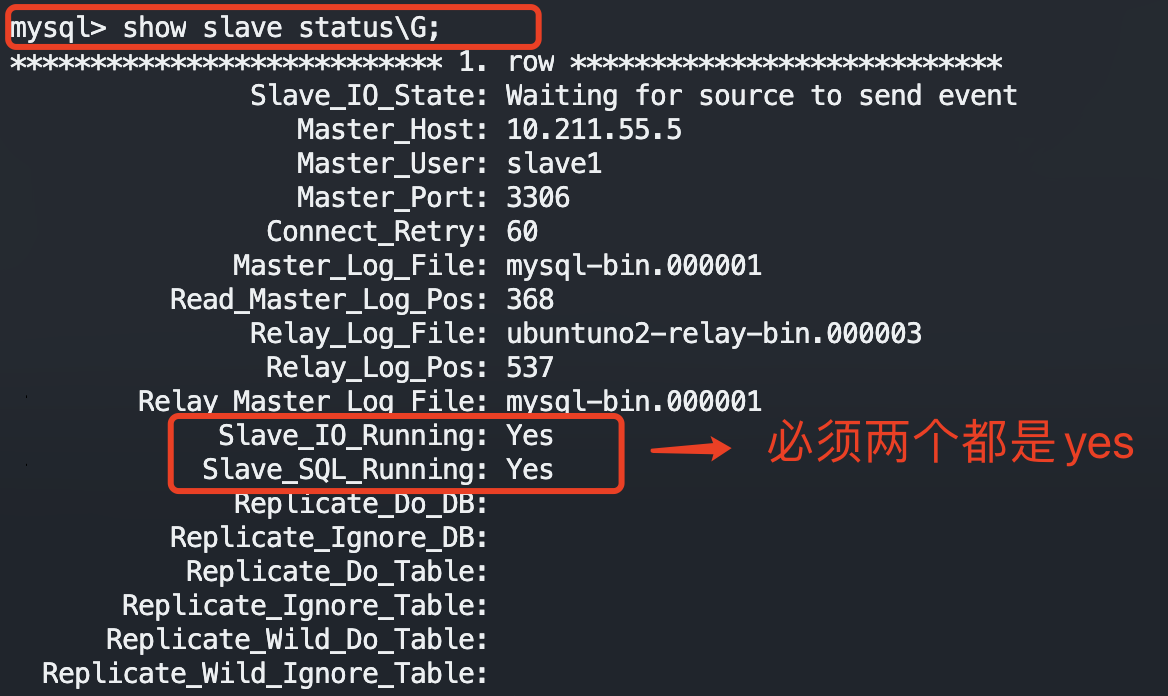 mysql> show slave status\G;
*************************** 1. row ***************************
Slave_IO_State: Waiting for source to send event
Master_Host: 10.211.55.5
Master_User: slave1
Master_Port: 3306
Connect_Retry: 60
Master_Log_File: mysql-bin.000001
Read_Master_Log_Pos: 368
Relay_Log_File: ubuntuno2-relay-bin.000003
Relay_Log_Pos: 537
Relay_Master_Log_File: mysql-bin.000001
Slave_IO_Running: Yes
Slave_SQL_Running: Yes
必须两个都是yes
Replicate_Do_DB:
Replicate_Ignore_DB:
Replicate_Do_Table:
Replicate_Ignore_Table:
Replicate_Wild_Do_Table:
Replicate_Wild_Ignore_Table: